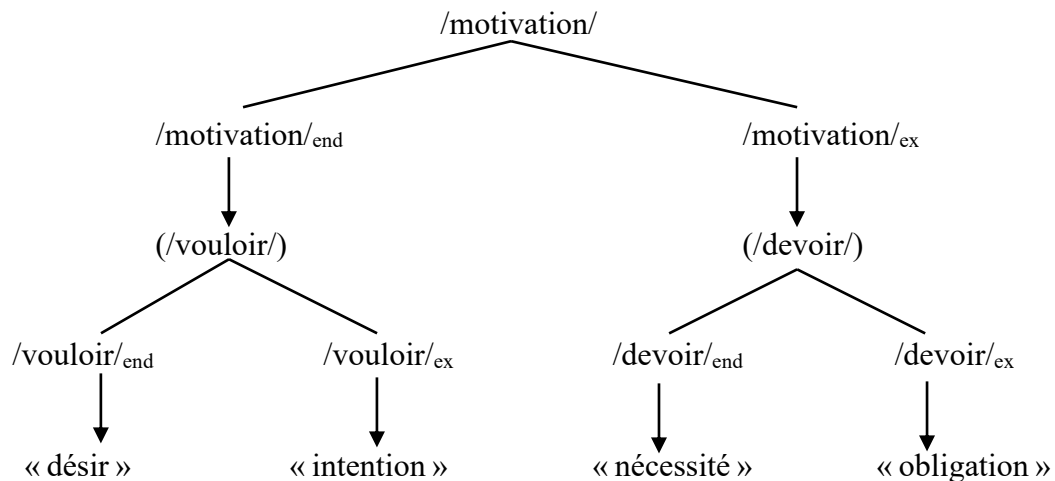 /motivation/
/motivation/end /motivation/ex
(/vouloir/) (/devoir/)
/vouloir/end /vouloir/ex /devoir/end /devoir/ex
« désir » « intention » « nécessité » « obligation »